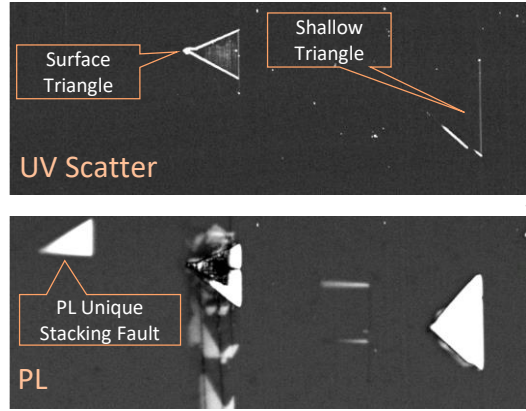 Surface
Triangle
Shallow
Triangle
UV Scatter
PL Unique
Stacking Fault
PL